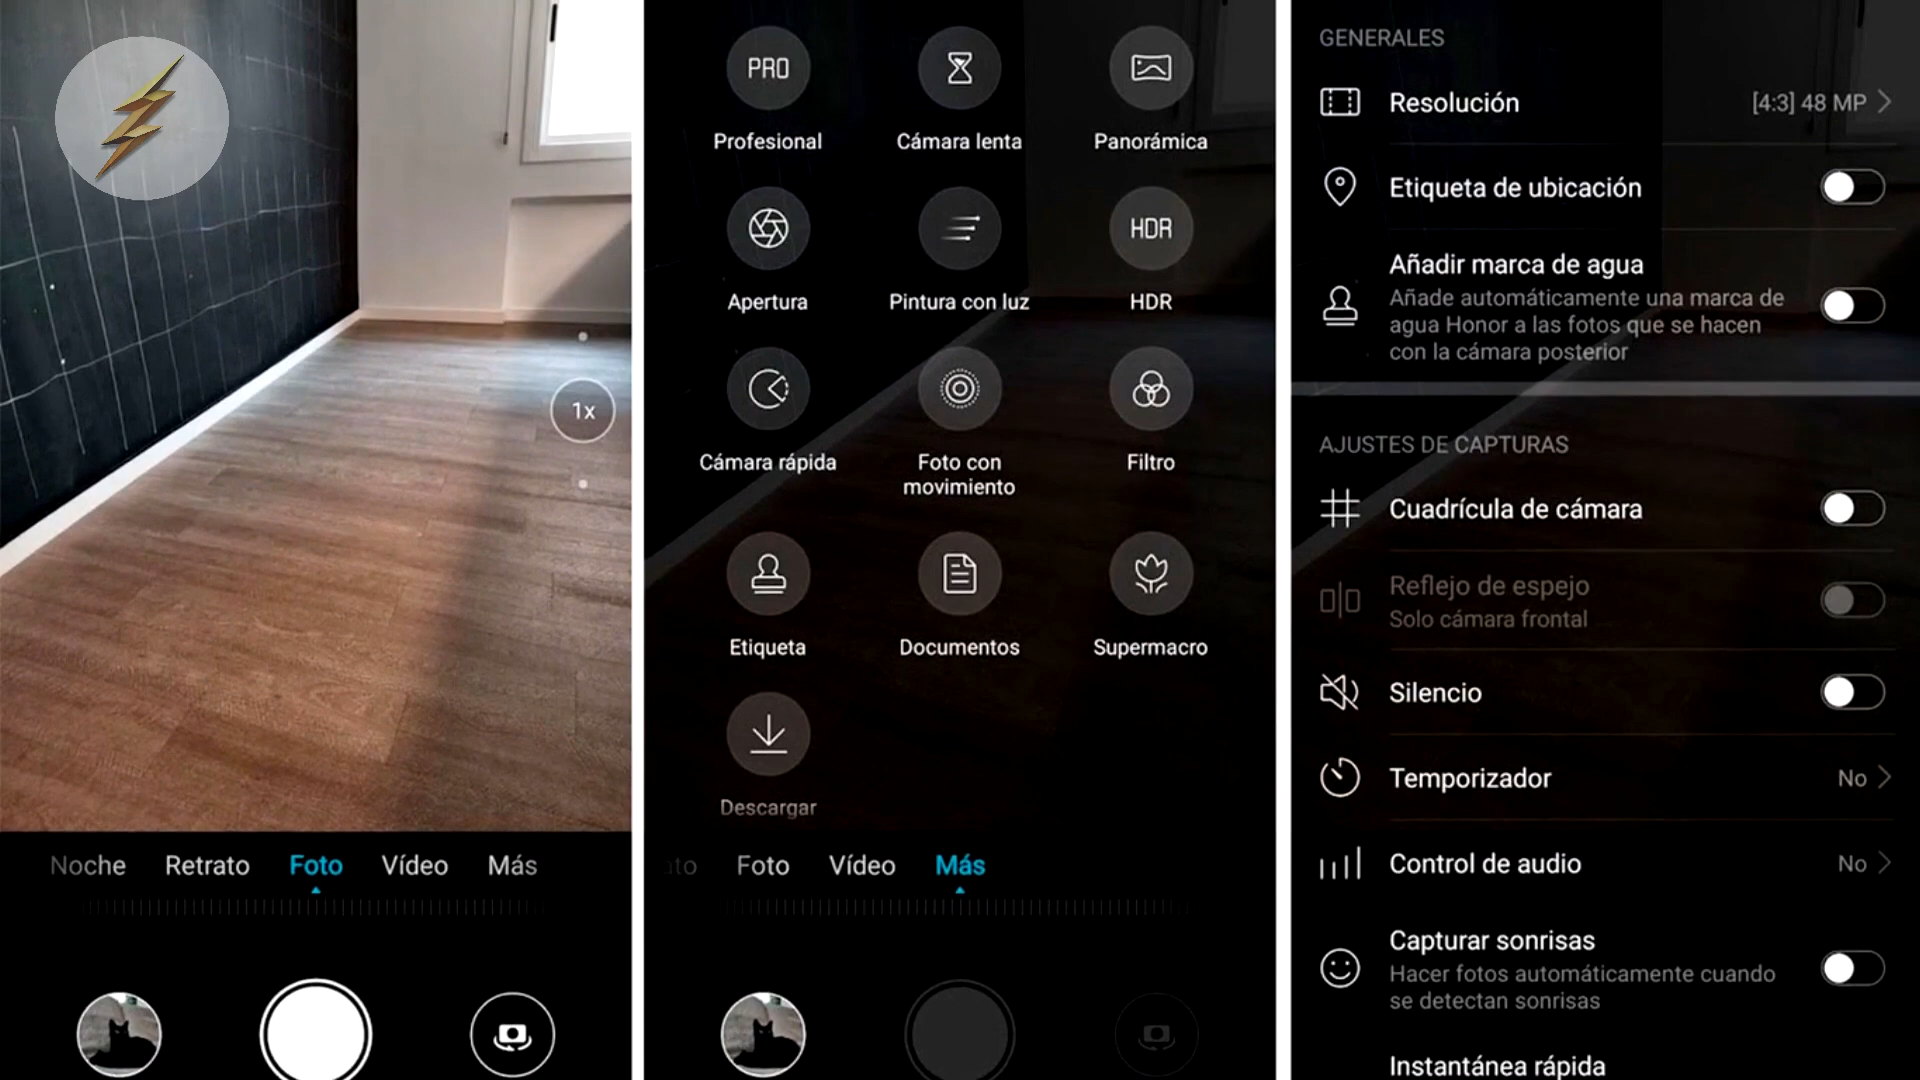 1x
Noche
Retrato
Foto
Vídeo
Más
PRO
Profesional
Cámara lenta
Panorámica
Apertura
Pintura con luz
HDR
HDR
Cámara rápida
Foto con
movimiento
Filtro
Etiqueta
Documentos
Supermacro
Descargar
ato
Foto
Vídeo
Más
GENERALES
Resolución
[4:3] 48 MP
Etiqueta de ubicación
Añadir marca de agua
Añade automáticamente una marca de
agua Honor a las fotos que se hacen
con la cámara posterior
AJUSTES DE CAPTURAS
Cuadrícula de cámara
Reflejo de espejo
Solo cámara frontal
Silencio
Temporizador
No
Control de audio
No
Capturar sonrisas
Hacer fotos automáticamente cuando
se detectan sonrisas
Instantánea rápida